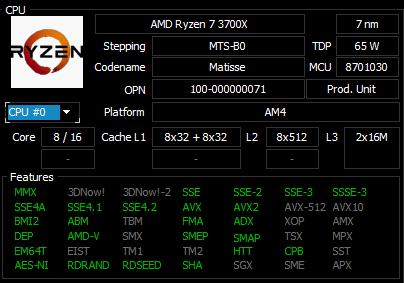 CPU
AMD Ryzen 7 3700X 7 nm
RYZEN
Stepping MTS-B0 TDP 65 W
Codename Matisse MCU 8701030
OPN 100-000000071 Prod. Unit
CPU #0 Platform AM4
Core 8 / 16 Cache L1 8x32 + 8x32 L2 8x512 L3 2x16M
- - - -
Features
MMX 3DNow! 3DNow!-2 SSE SSE-2 SSE-3 SSSE-3
SSE4A SSE4.1 SSE4.2 AVX AVX2 AVX-512 AVX10
BMI2 ABM TBM FMA ADX XOP AMX
DEP AMD-V SMX SMEP SMAP TSX MPX
EM64T EIST TM1 TM2 HTT CPB SST
AES-NI RDRAND RDSEED SHA SGX SME APX